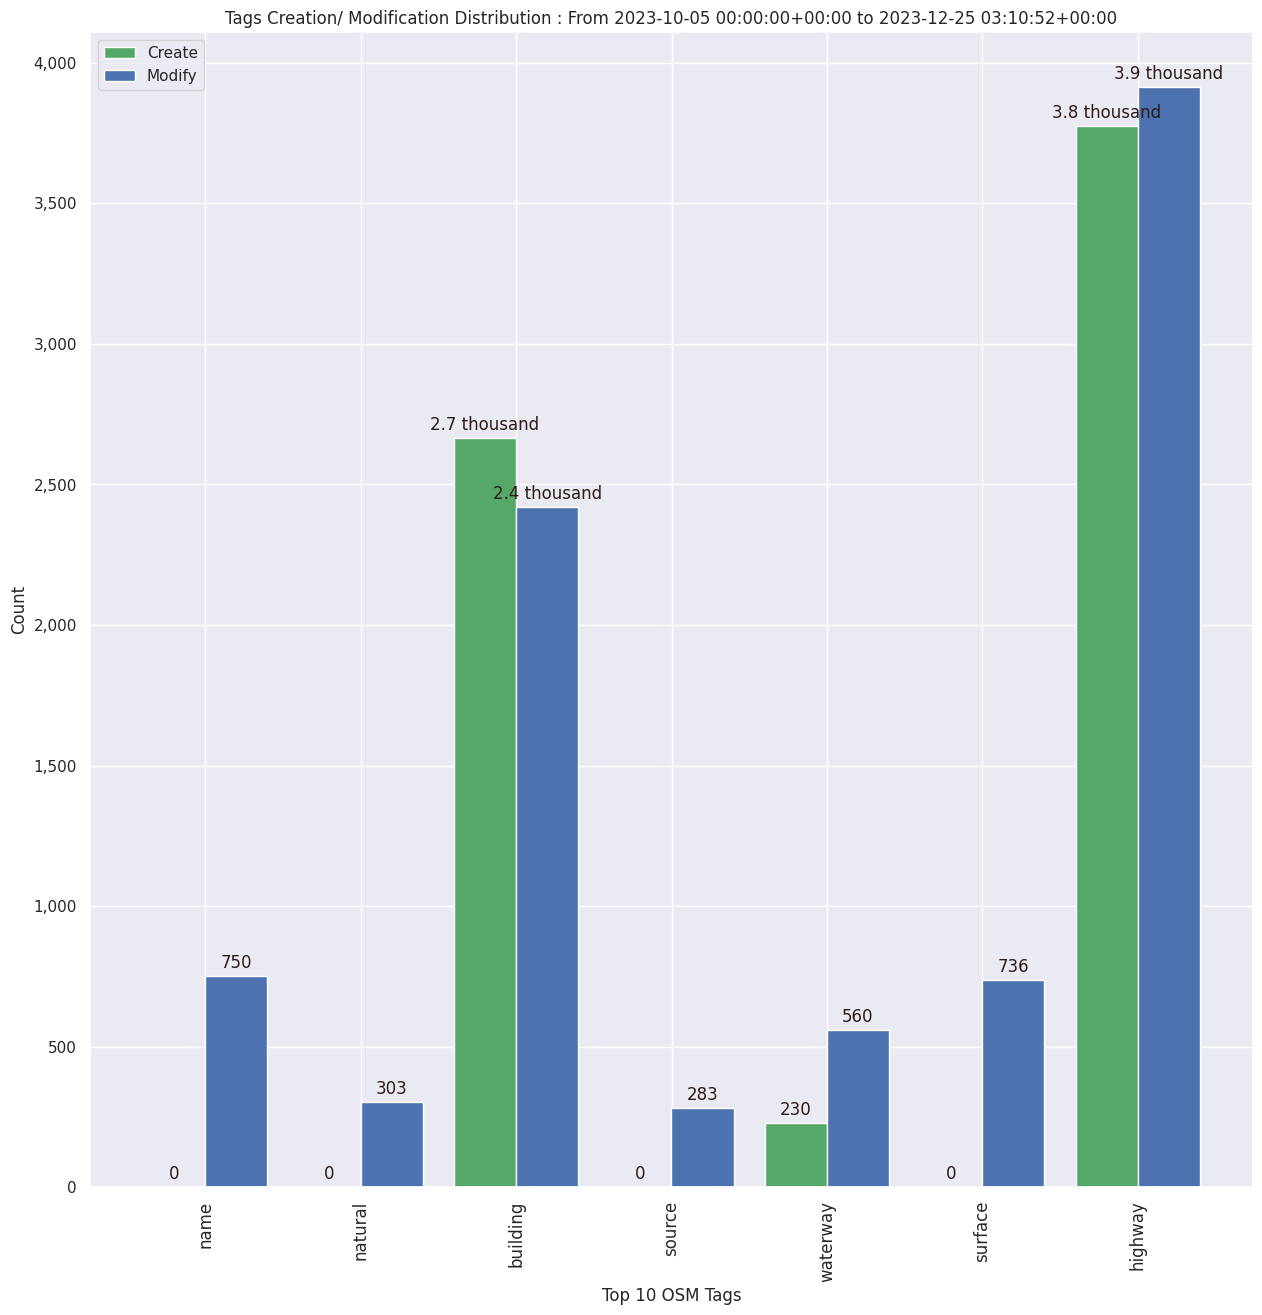 Tags Creation/ Modification Distribution : From 2023-10-05 00:00:00+00:00 to 2023-12-25 03:10:52+00:00
Create
Modify
4,000
3,500
3,000
2,500
2,000
1,500
1,000
500
0
Count
0
750
0
303
2.7 thousand
2.4 thousand
0
283
230
560
0
736
3.8 thousand
3.9 thousand
name
natural
building
source
waterway
surface
highway
Top 10 OSM Tags